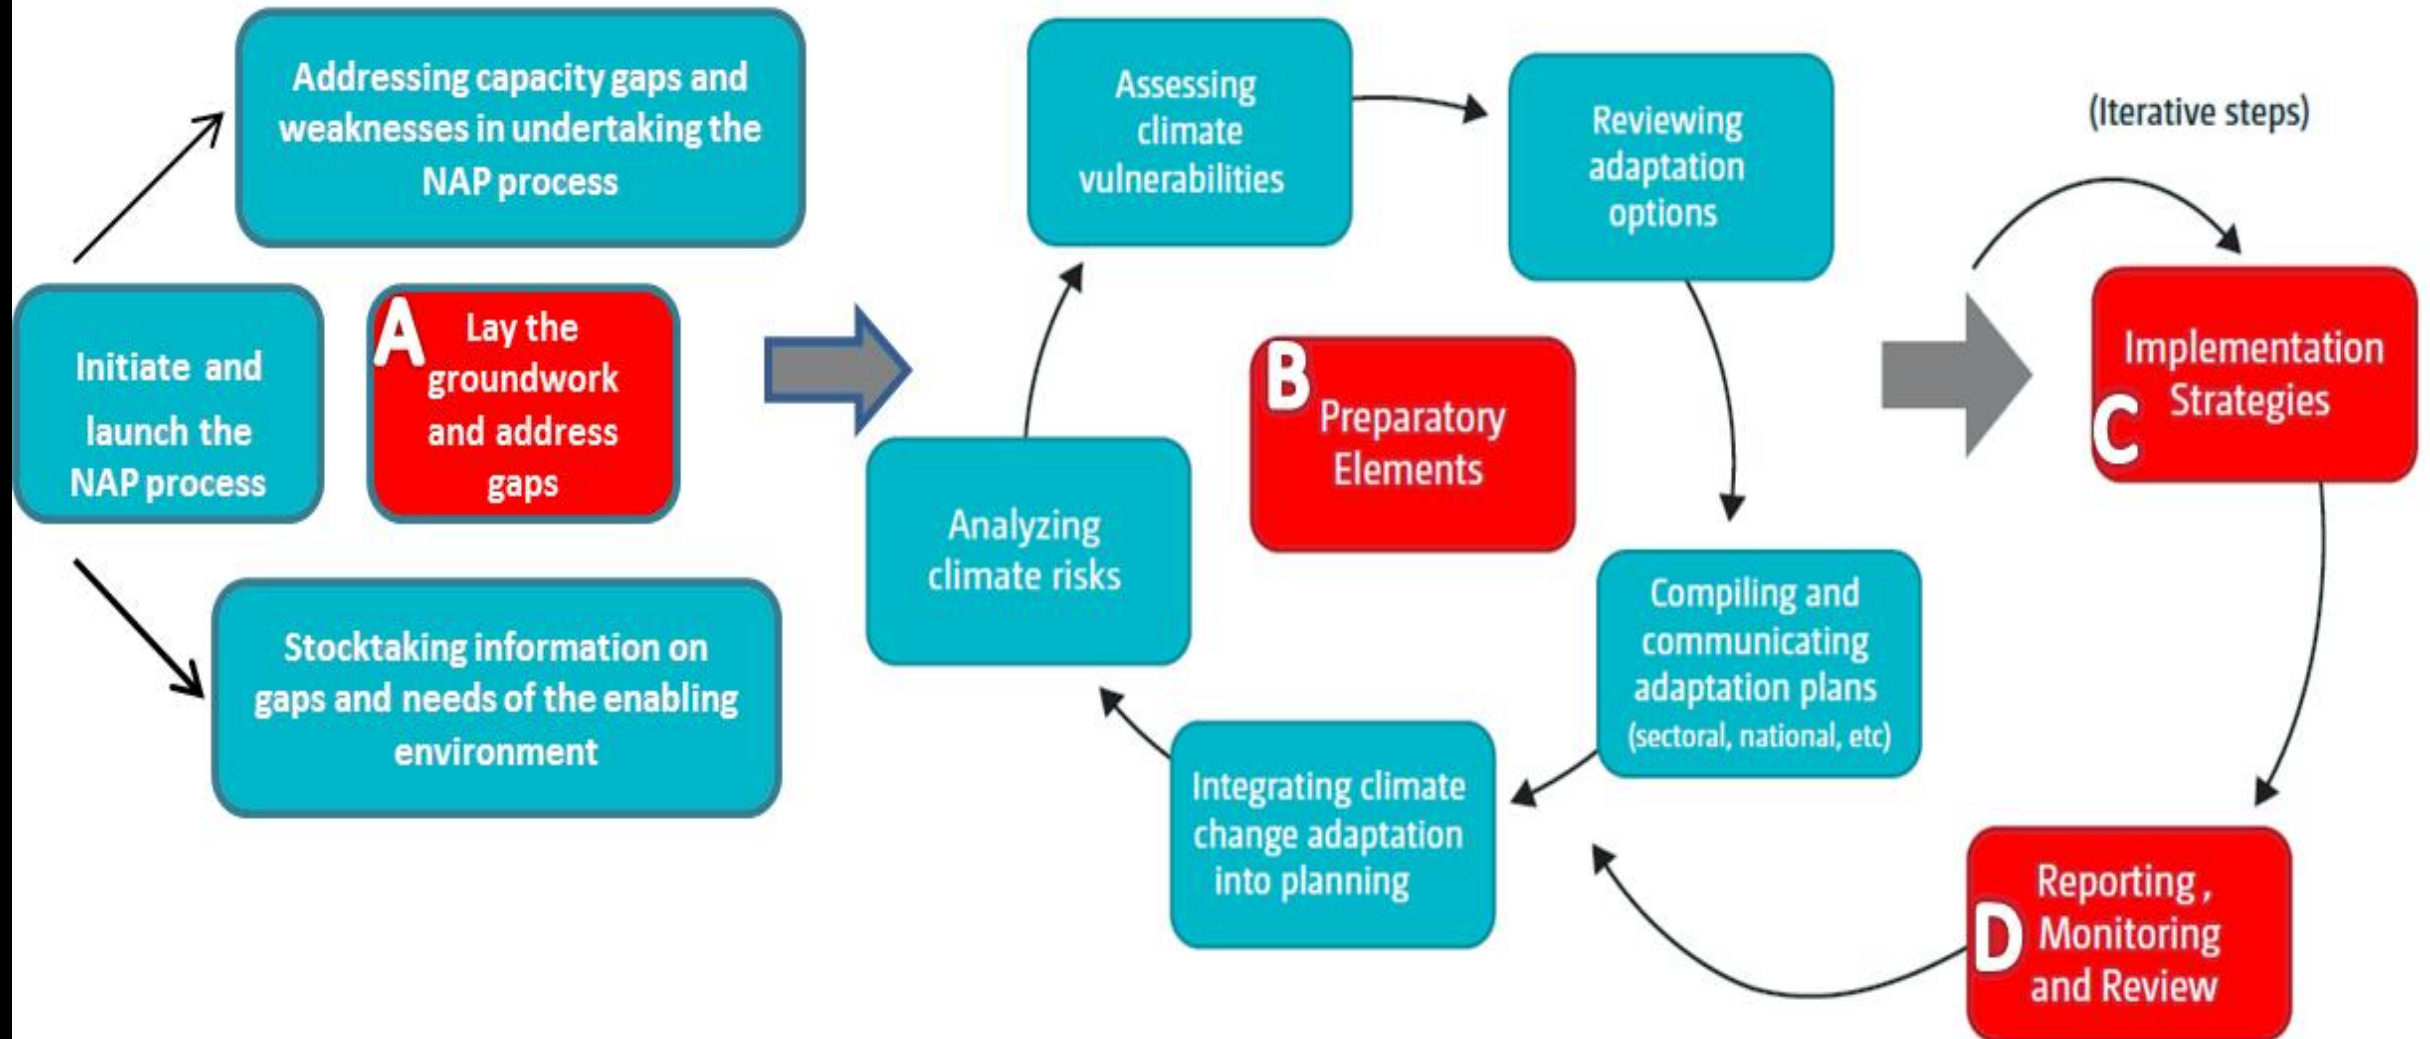 Addressing capacity gaps and
weaknesses in undertaking the
NAP process
Initiate and
launch the
NAP process
A
Lay the
groundwork
and address
gaps
Stocktaking information on
gaps and needs of the enabling
environment
Assessing
climate
vulnerabilities
Reviewing
adaptation
options
B
Preparatory
Elements
Analyzing
climate risks
Compiling and
communicating
adaptation plans
(sectoral, national, etc)
Integrating climate
change adaptation
into planning
(Iterative steps)
Implementation
Strategies
C
Reporting ,
Monitoring
and Review
D